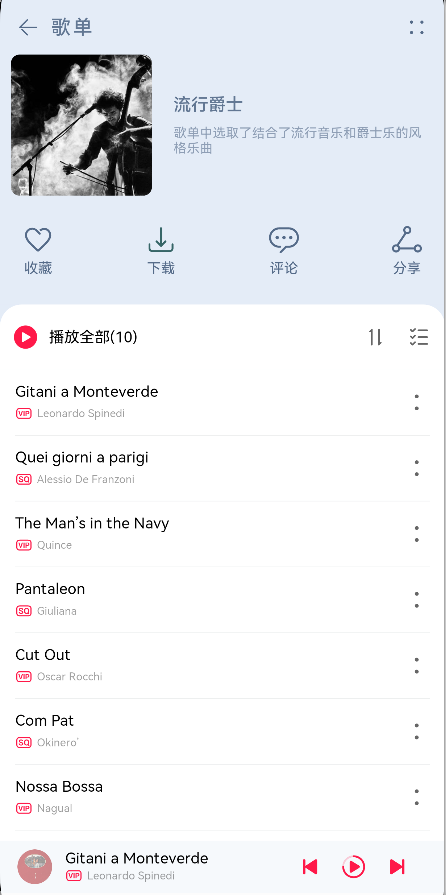 歌单
流行爵士
歌单中选取了结合了流行音乐和爵士乐的风
格乐曲
收藏 下载 评论 分享
播放全部(10)
Gitani a Monteverde
VIP Leonardo Spinedi
Quei giorni a parigi
SQ Alessio De Franzoni
The Man's in the Navy
VIP Quince
Pantaleon
SQ Giuliana
Cut Out
VIP Oscar Rocchi
Com Pat
SQ Okinero'
Nossa Bossa
VIP Nagual
Gitani a Monteverde
VIP Leonardo Spinedi